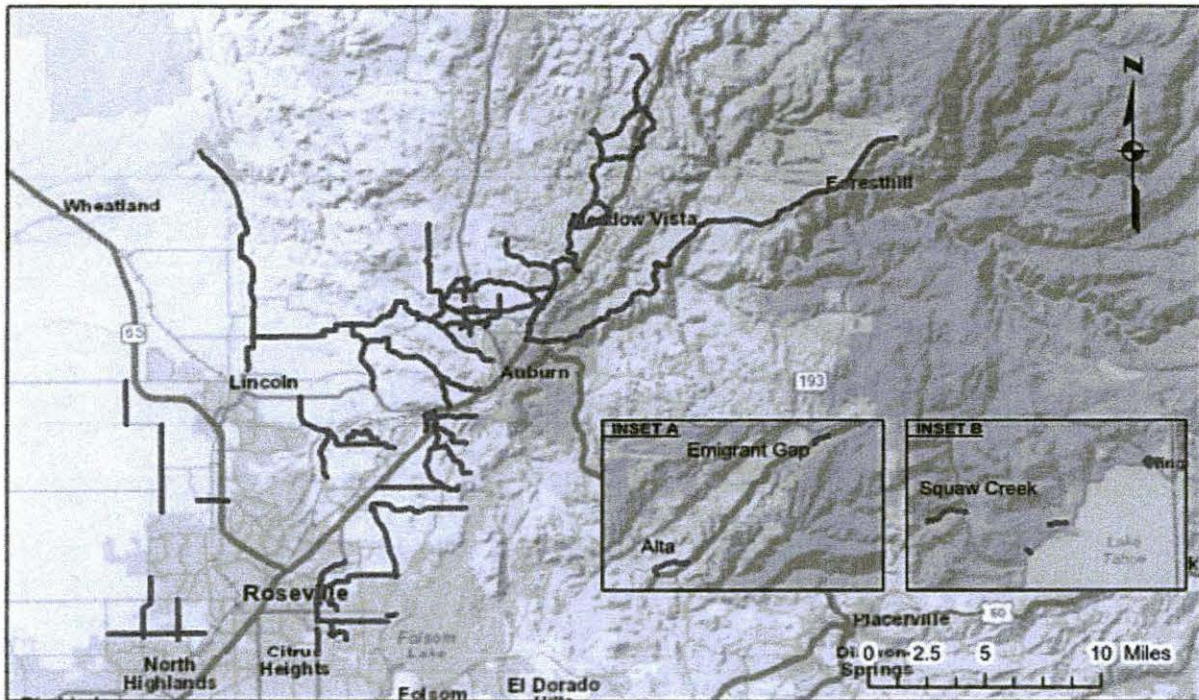 N
Wheatland
Foresthill
Meadow Vista
65
193
Lincoln
Auburn
INSET A
Emigrant Gap
Alta
INSET B
Squaw Creek
Lake
Tahoe
Roseville
Citrus
Heights
North
Highlands
Folsom
Lake
Folsom
El Dorado
Placerville
50
Springs
0 2.5 5 10 Miles